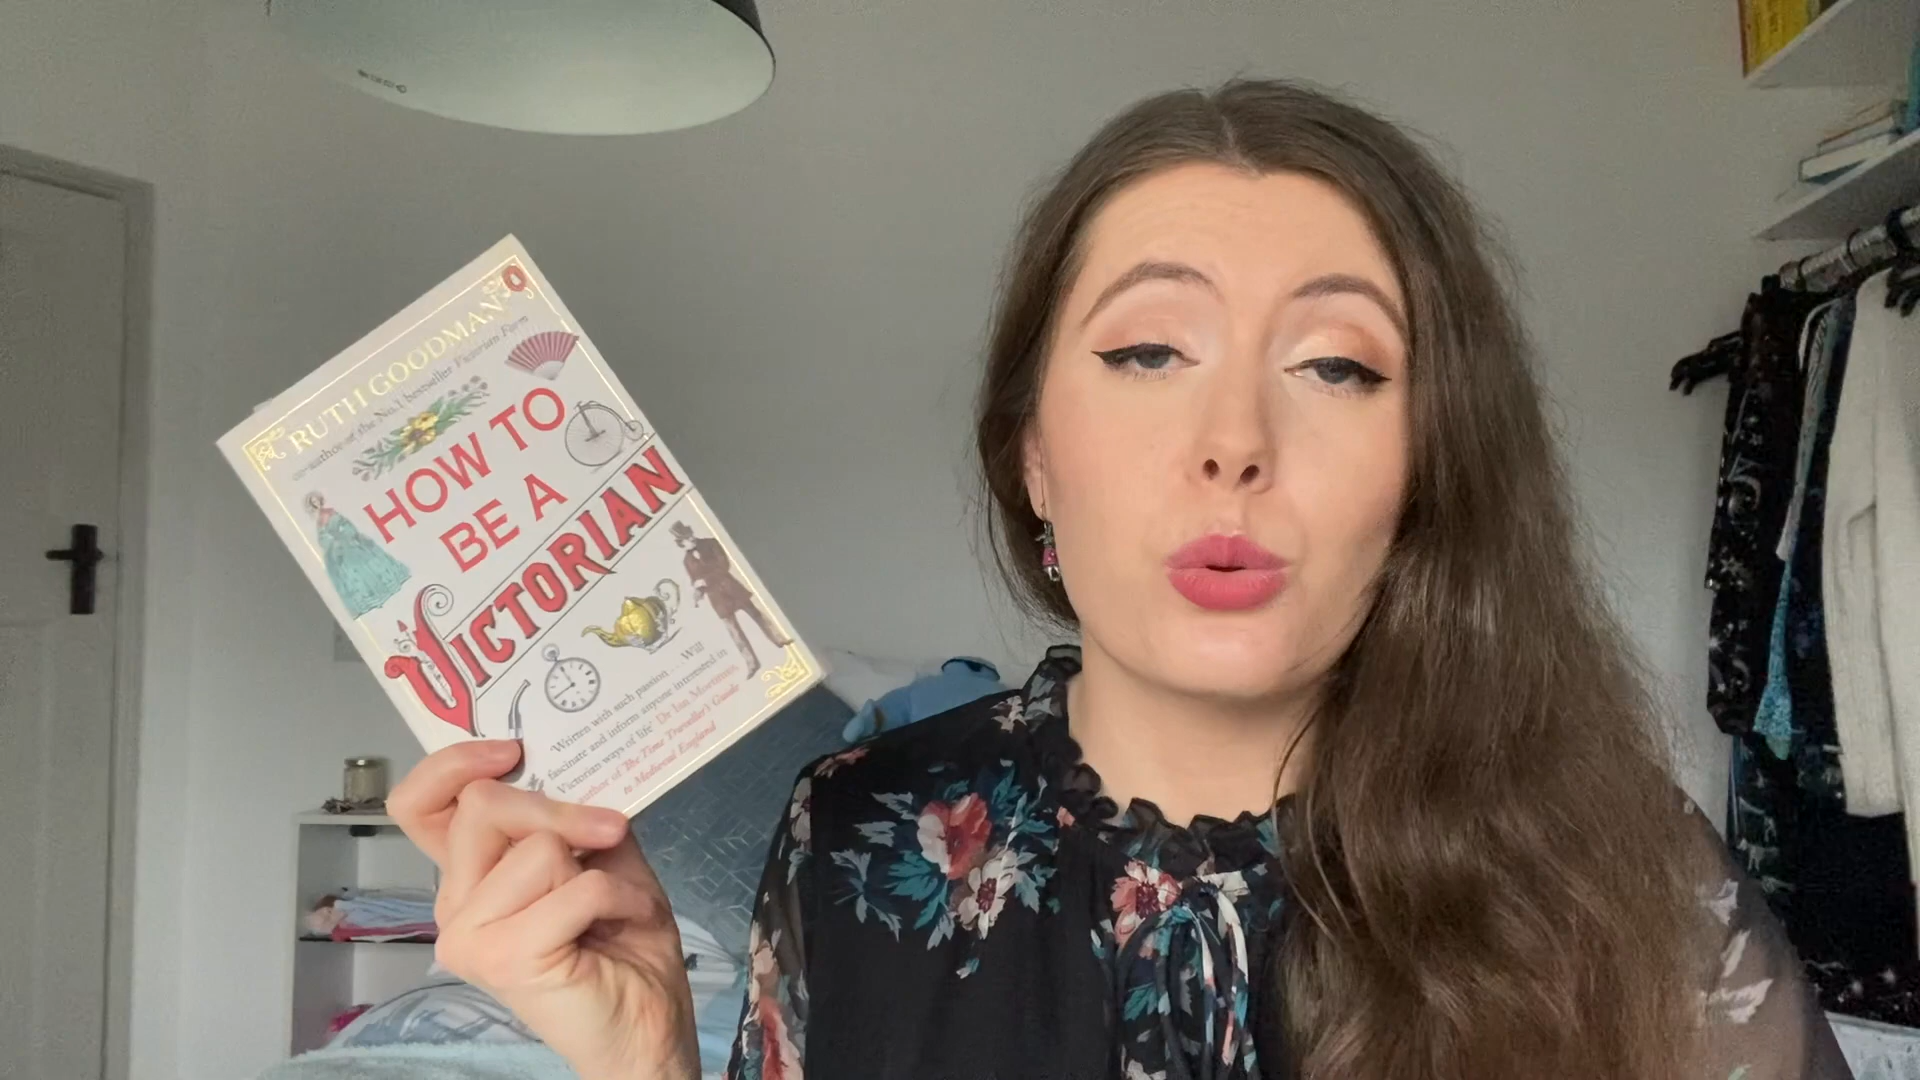 RUTH GOODMAN
author of the No.1 bestseller Victorian Farm
HOW TO
BE A
VICTORIAN
'Written with such passion . . . Will
fascinate and inform anyone interested in
Victorian ways of life' Dr Ian Mortimer,
author of The Time Traveller's Guide
to Medieval England